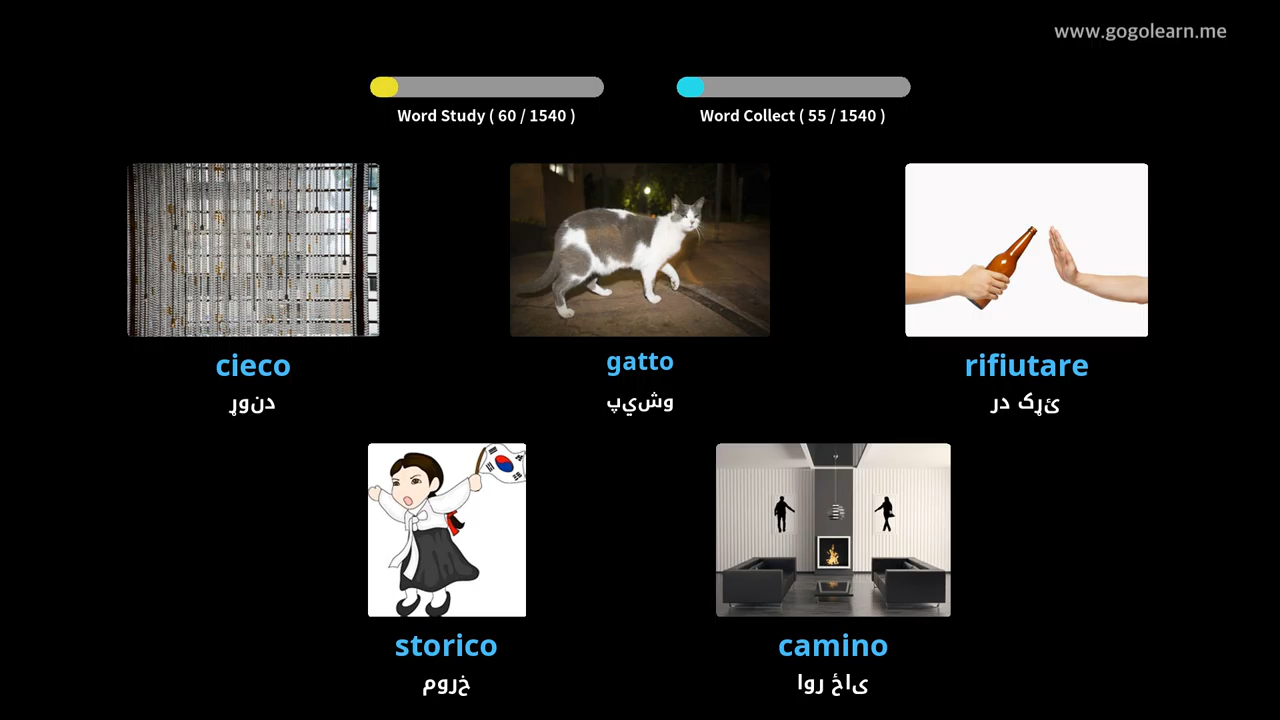 www.gogolearn.me
Word Study ( 60 / 1540 )
Word Collect ( 55 / 1540 )
cieco
دنوړ
gatto
وشيپ
rifiutare
ئړک در
storico
خروم
camino
ىاځ روا